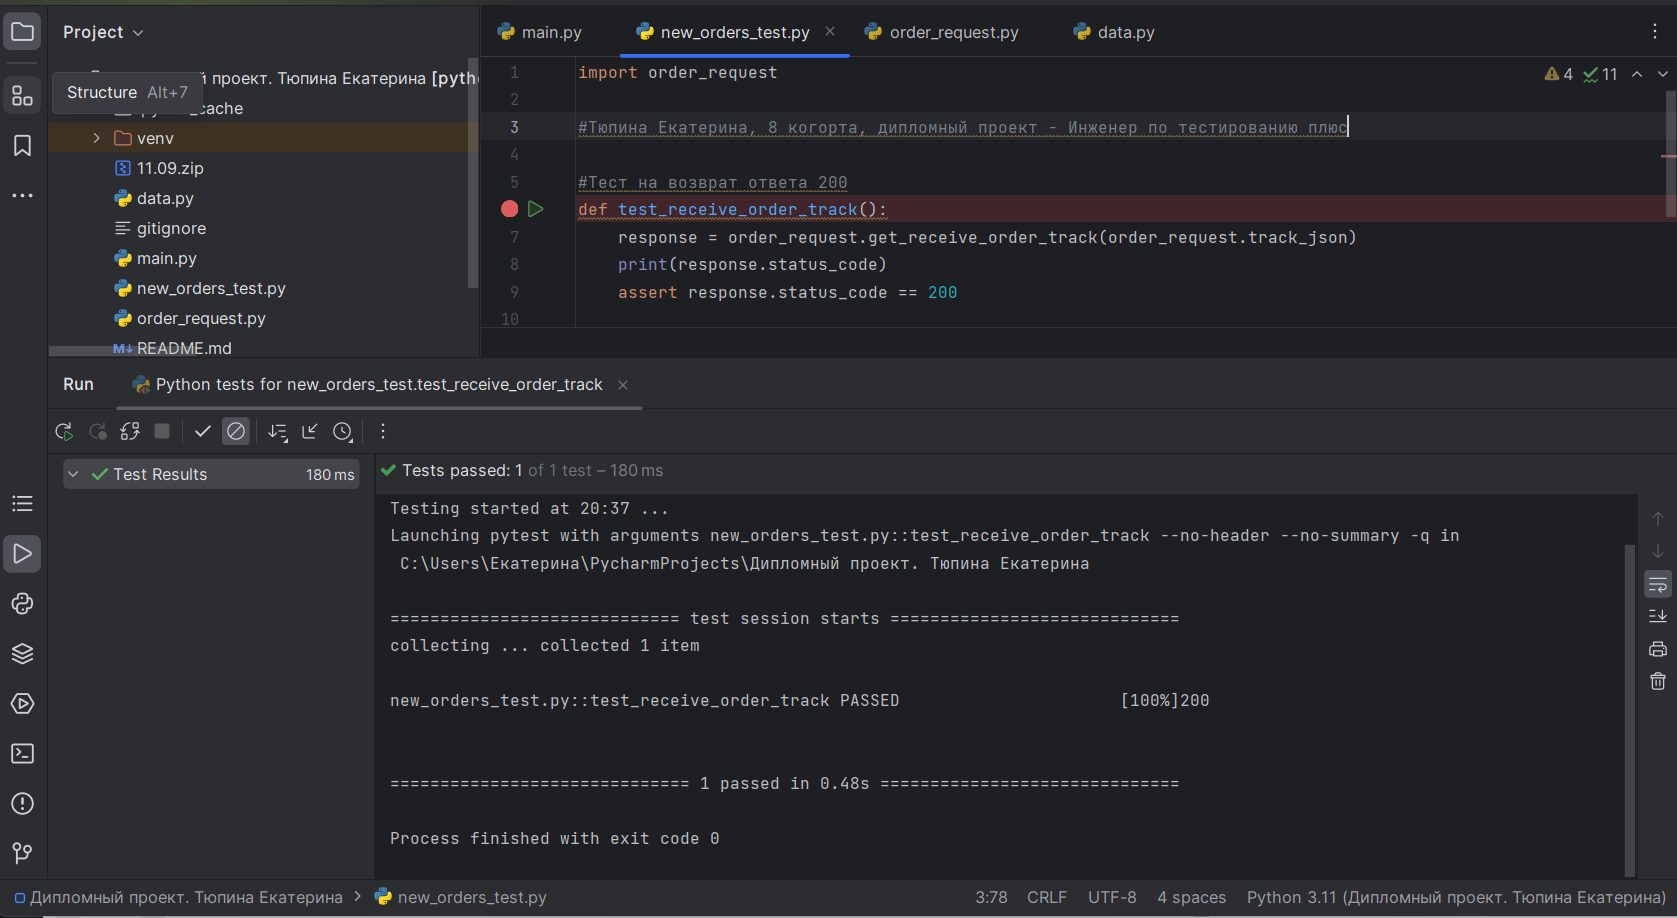 Project
main.py
new_orders_test.py
order_request.py
data.py
й проект. Тюпина Екатерина [pyth
Structure Alt+7
cache
venv
11.09.zip
data.py
gitignore
main.py
new_orders_test.py
order_request.py
M↓ README.md
4 11
1 import order_request
2
3 #Тюпина Екатерина, 8 когорта, дипломный проект - Инженер по тестированию плюс
4
5 #Тест на возврат ответа 200
def test_receive_order_track():
7 response = order_request.get_receive_order_track(order_request.track_json)
8 print(response.status_code)
9 assert response.status_code == 200
10
Run
Python tests for new_orders_test.test_receive_order_track
Test Results 180 ms
Tests passed: 1 of 1 test – 180 ms
Testing started at 20:37 ...
Launching pytest with arguments new_orders_test.py::test_receive_order_track --no-header --no-summary -q in
C:\Users\Екатерина\PycharmProjects\Дипломный проект. Тюпина Екатерина
============================= test session starts =============================
collecting ... collected 1 item
new_orders_test.py::test_receive_order_track PASSED [100%]200
============================== 1 passed in 0.48s ==============================
Process finished with exit code 0
Дипломный проект. Тюпина Екатерина > new_orders_test.py
3:78 CRLF UTF-8 4 spaces Python 3.11 (Дипломный проект. Тюпина Екатерина)